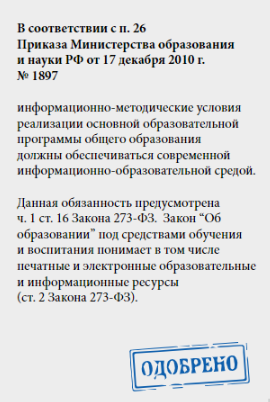 В соответствии с п. 26
Приказа Министерства образования
и науки РФ от 17 декабря 2010 г.
№ 1897
информационно-методические условия
реализации основной образовательной
программы общего образования
должны обеспечиваться современной
информационно-образовательной средой.
Данная обязанность предусмотрена
ч. 1 ст. 16 Закона 273-ФЗ. Закон “Об
образовании” под средствами обучения
и воспитания понимает в том числе
печатные и электронные образовательные
и информационные ресурсы
(ст. 2 Закона 273-ФЗ).
ОДОБРЕНО